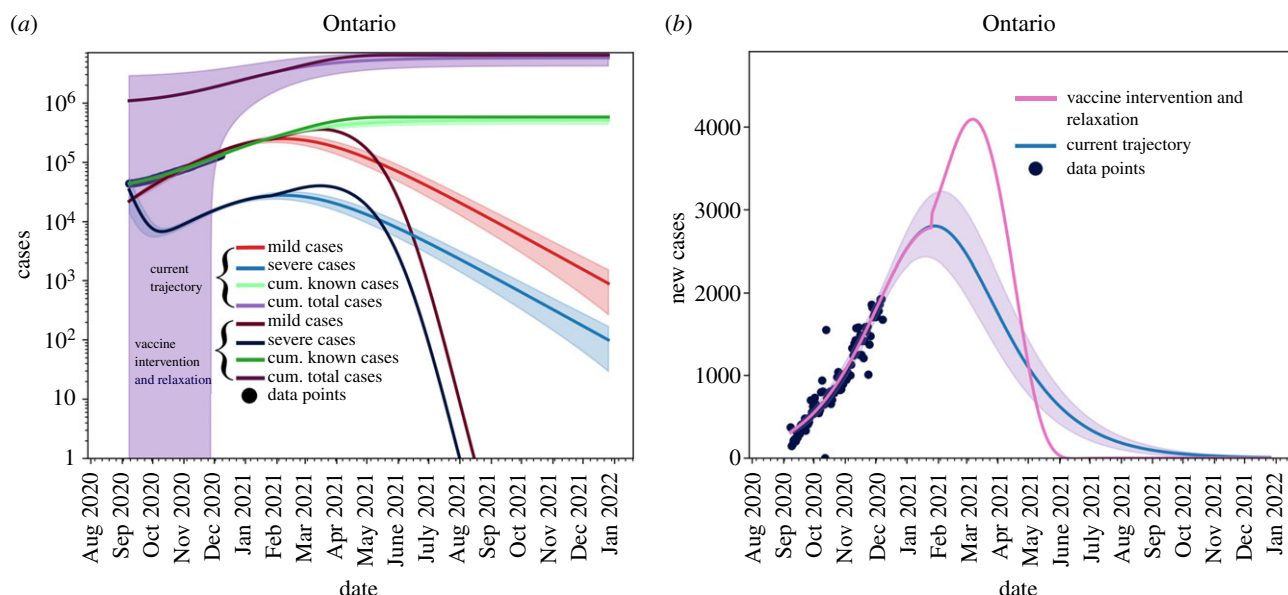 (a)
Ontario
cases
10^6
10^5
10^4
10^3
10^2
10
1
current
trajectory
mild cases
severe cases
cum. known cases
cum. total cases
vaccine
intervention
and relaxation
mild cases
severe cases
cum. known cases
cum. total cases
data points
Aug 2020
Sep 2020
Oct 2020
Nov 2020
Dec 2020
Jan 2021
Feb 2021
Mar 2021
Apr 2021
May 2021
June 2021
July 2021
Aug 2021
Sep 2021
Oct 2021
Nov 2021
Dec 2021
Jan 2022
date
(b)
Ontario
new cases
4000
3000
2000
1000
0
vaccine intervention and
relaxation
current trajectory
data points
Aug 2020
Sep 2020
Oct 2020
Nov 2020
Dec 2020
Jan 2021
Feb 2021
Mar 2021
Apr 2021
May 2021
June 2021
July 2021
Aug 2021
Sep 2021
Oct 2021
Nov 2021
Dec 2021
Jan 2022
date